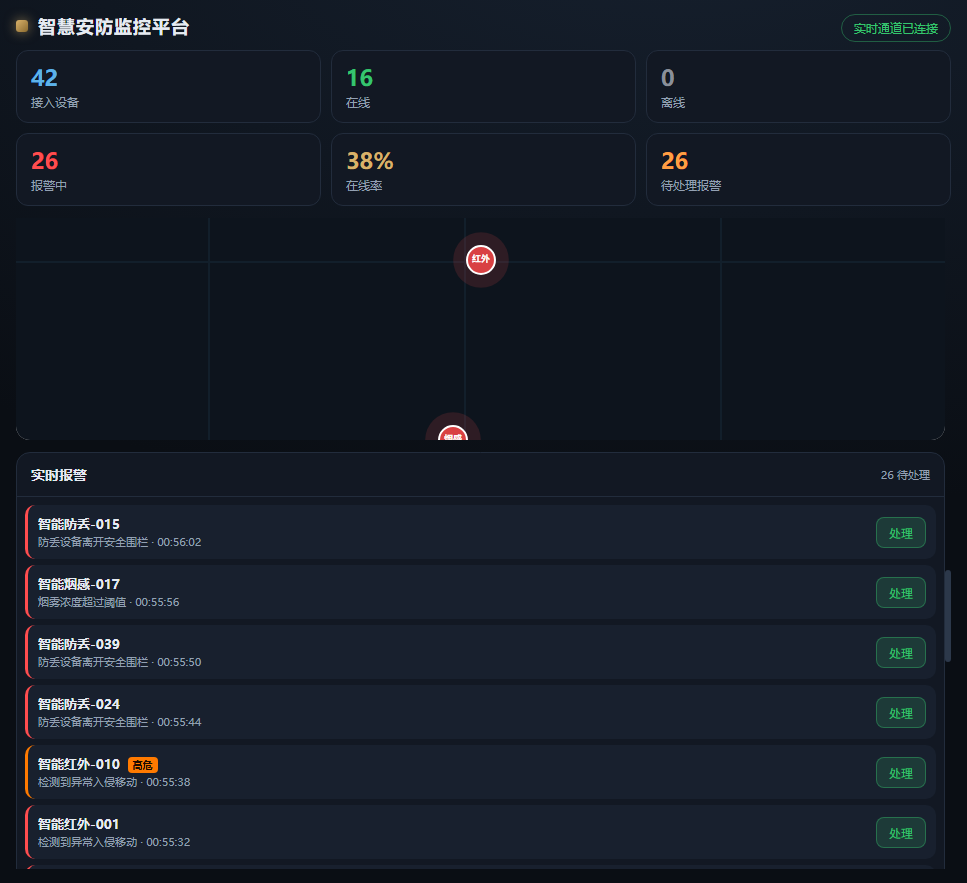 智慧安防监控平台
实时通道已连接
42
接入设备
16
在线
0
离线
26
报警中
38%
在线率
26
待处理报警
红外
实时报警
26 待处理
智能防丢-015
防丢设备离开安全围栏 · 00:56:02
处理
智能烟感-017
烟雾浓度超过阈值 · 00:55:56
处理
智能防丢-039
防丢设备离开安全围栏 · 00:55:50
处理
智能防丢-024
防丢设备离开安全围栏 · 00:55:44
处理
智能红外-010 高危
检测到异常入侵移动 · 00:55:38
处理
智能红外-001
检测到异常入侵移动 · 00:55:32
处理